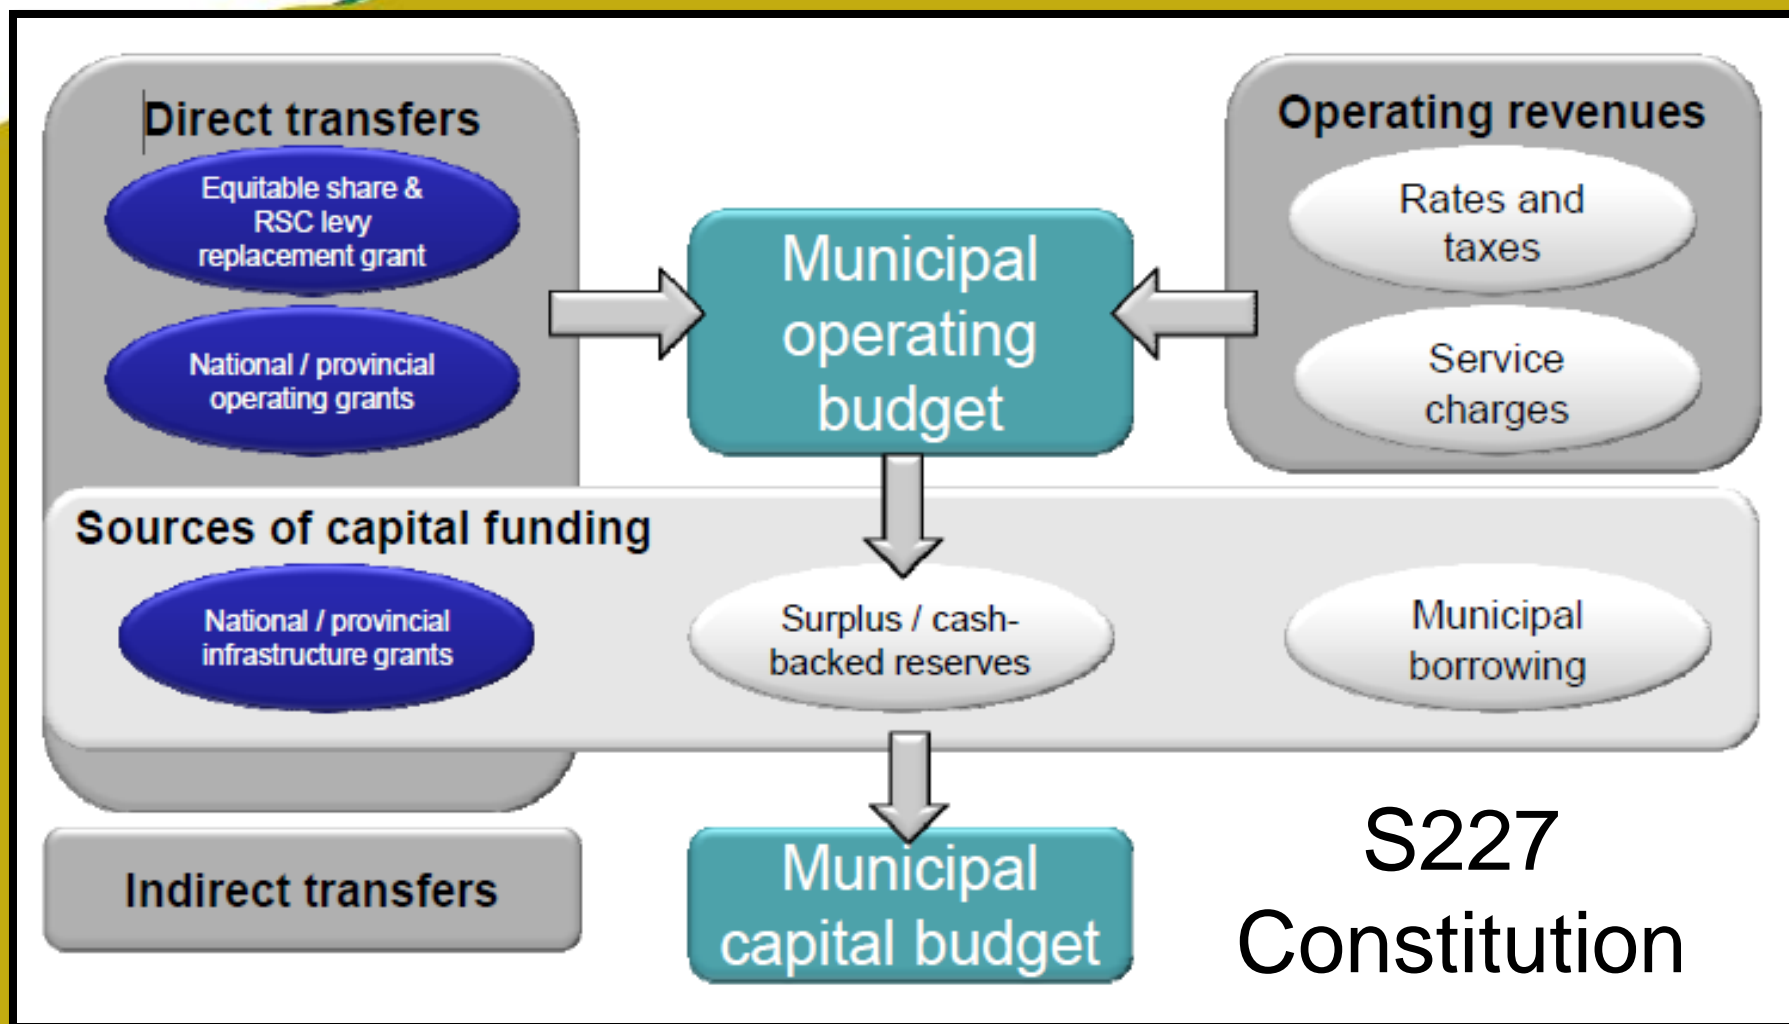 Direct transfers
Equitable share &
RSC levy
replacement grant
National / provincial
operating grants
Municipal
operating
budget
Operating revenues
Rates and
taxes
Service
charges
Sources of capital funding
National / provincial
infrastructure grants
Surplus / cash-
backed reserves
Municipal
borrowing
Indirect transfers
Municipal
capital budget
S227
Constitution